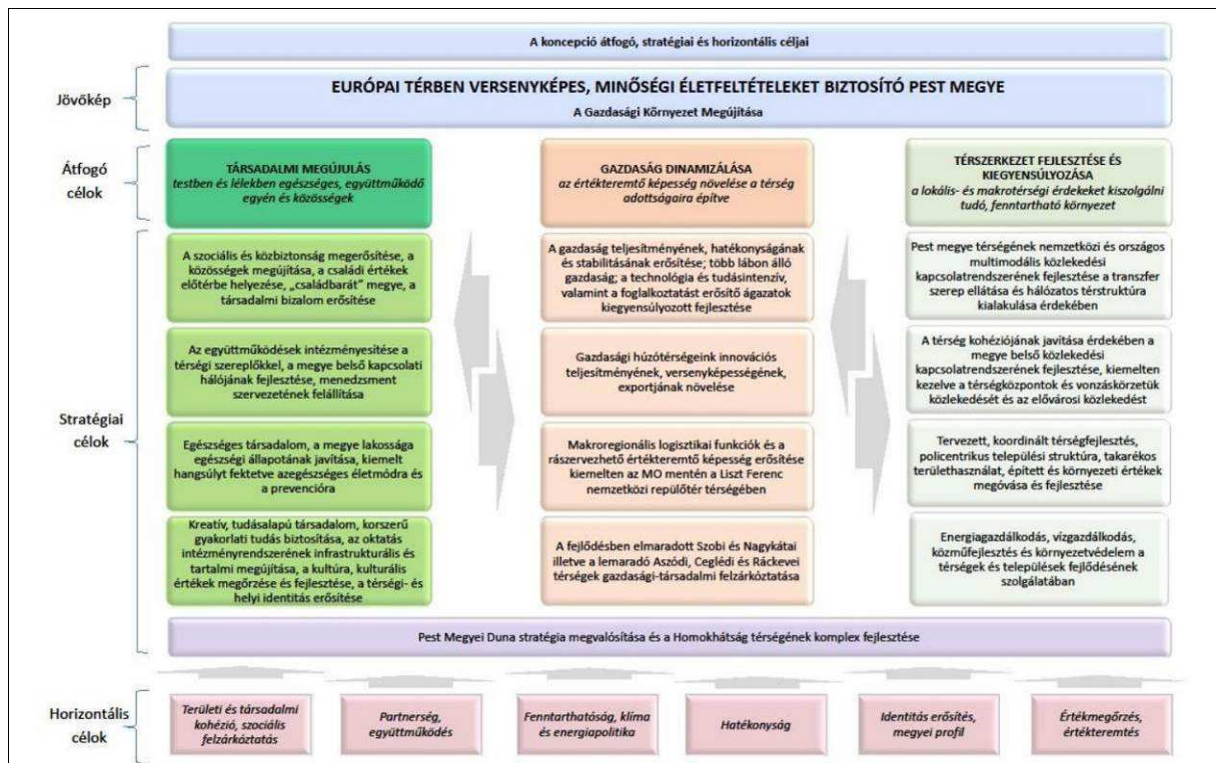 A koncepció átfogó, stratégiai és horizontális céljai
Jövőkép
EURÓPAI TÉRBEN VERSENYKÉPES, MINŐSÉGI ÉLETFELTÉTELEKET BIZTOSÍTÓ PEST MEGYE
A Gazdasági Környezet Megújítása
Átfogó
célok
TÁRSADALMI MEGÚJULÁS
testben és lélekben egészséges, együttműködő
egyén és közösségek
GAZDASÁG DINAMIZÁLÁSA
az értékteremtő képesség növelése a térség
adottságaira építve
TÉRSZERKEZET FEJLESZTÉSE ÉS
KIEGYENSÚLYOZÁSA
a lokális- és makrotérségi érdekeket kiszolgálni
tudó, fenntartható környezet
Stratégiai
célok
A szociális és közbiztonság megerősítése, a
közösségek megújítása, a családi értékek
előtérbe helyezése, „családbarát" megye, a
társadalmi bizalom erősítése
Az együttműködések intézményesítése a
térségi szereplőkkel, a megye belső kapcsolati
hálójának fejlesztése, menedzsment
szervezetének felállítása
Egészséges társadalom, a megye lakossága
egészségi állapotának javítása, kiemelt
hangsúlyt fektetve azegészséges életmódra és
a prevencióra
Kreatív, tudásalapú társadalom, korszerű
gyakorlati tudás biztosítása, az oktatás
intézményrendszerének infrastrukturális és
tartalmi megújítása, a kultúra, kulturális
értékek megőrzése és fejlesztése, a térségi- és
helyi identitás erősítése
A gazdaság teljesítményének, hatékonyságának
és stabilitásának erősítése; több lábon álló
gazdaság; a technológia és tudásintenzív,
valamint a foglalkoztatást erősítő ágazatok
kiegyensúlyozott fejlesztése
Gazdasági húzótérségeink innovációs
teljesítményének, versenyképességének,
exportjának növelése
Makroregionális logisztikai funkciók és a
rászervezhető értékteremtő képesség erősítése
kiemelten az MO mentén a Liszt Ferenc
nemzetközi repülőtér térségében
A fejlődésben elmaradott Szobi és Nagykátai
illetve a lemaradó Aszódi, Ceglédi és Ráckevei
térségek gazdasági-társadalmi felzárkóztatása
Pest megye térségének nemzetközi és országos
multimodális közlekedési
kapcsolatrendszerének fejlesztése a transzfer
szerep ellátása és hálózatos térstruktúra
kialakulása érdekében
A térség kohéziójának javítása érdekében a
megye belső közlekedési
kapcsolatrendszerének fejlesztése, kiemelten
kezelve a térségközpontok és vonzáskörzetük
közlekedését és az elővárosi közlekedést
Tervezett, koordinált térségfejlesztés,
policentrikus települési struktúra, takarékos
területhasználat, épített és környezeti értékek
megóvása és fejlesztése
Energiagazdálkodás, vízgazdálkodás,
közműfejlesztés és környezetvédelem a
térségek és települések fejlődésének
szolgálatában
Pest Megyei Duna stratégia megvalósítása és a Homokhátság térségének komplex fejlesztése
Horizontális
célok
Területi és társadalmi
kohézió, szociális
felzárkóztatás
Partnerség,
együttműködés
Fenntarthatóság, klíma
és energiapolitika
Hatékonyság
Identitás erősítés,
megyei profil
Értékmegőrzés,
értékteremtés